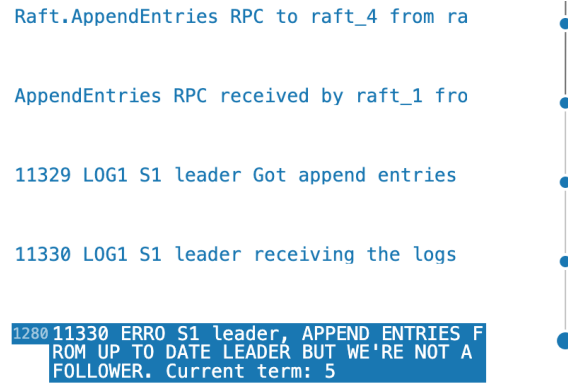 Raft.AppendEntries RPC to raft_4 from ra
AppendEntries RPC received by raft_1 fro
11329 LOG1 S1 leader Got append entries
11330 LOG1 S1 leader receiving the logs
1280 11330 ERRO S1 leader, APPEND ENTRIES F
ROM UP TO DATE LEADER BUT WE'RE NOT A
FOLLOWER. Current term: 5